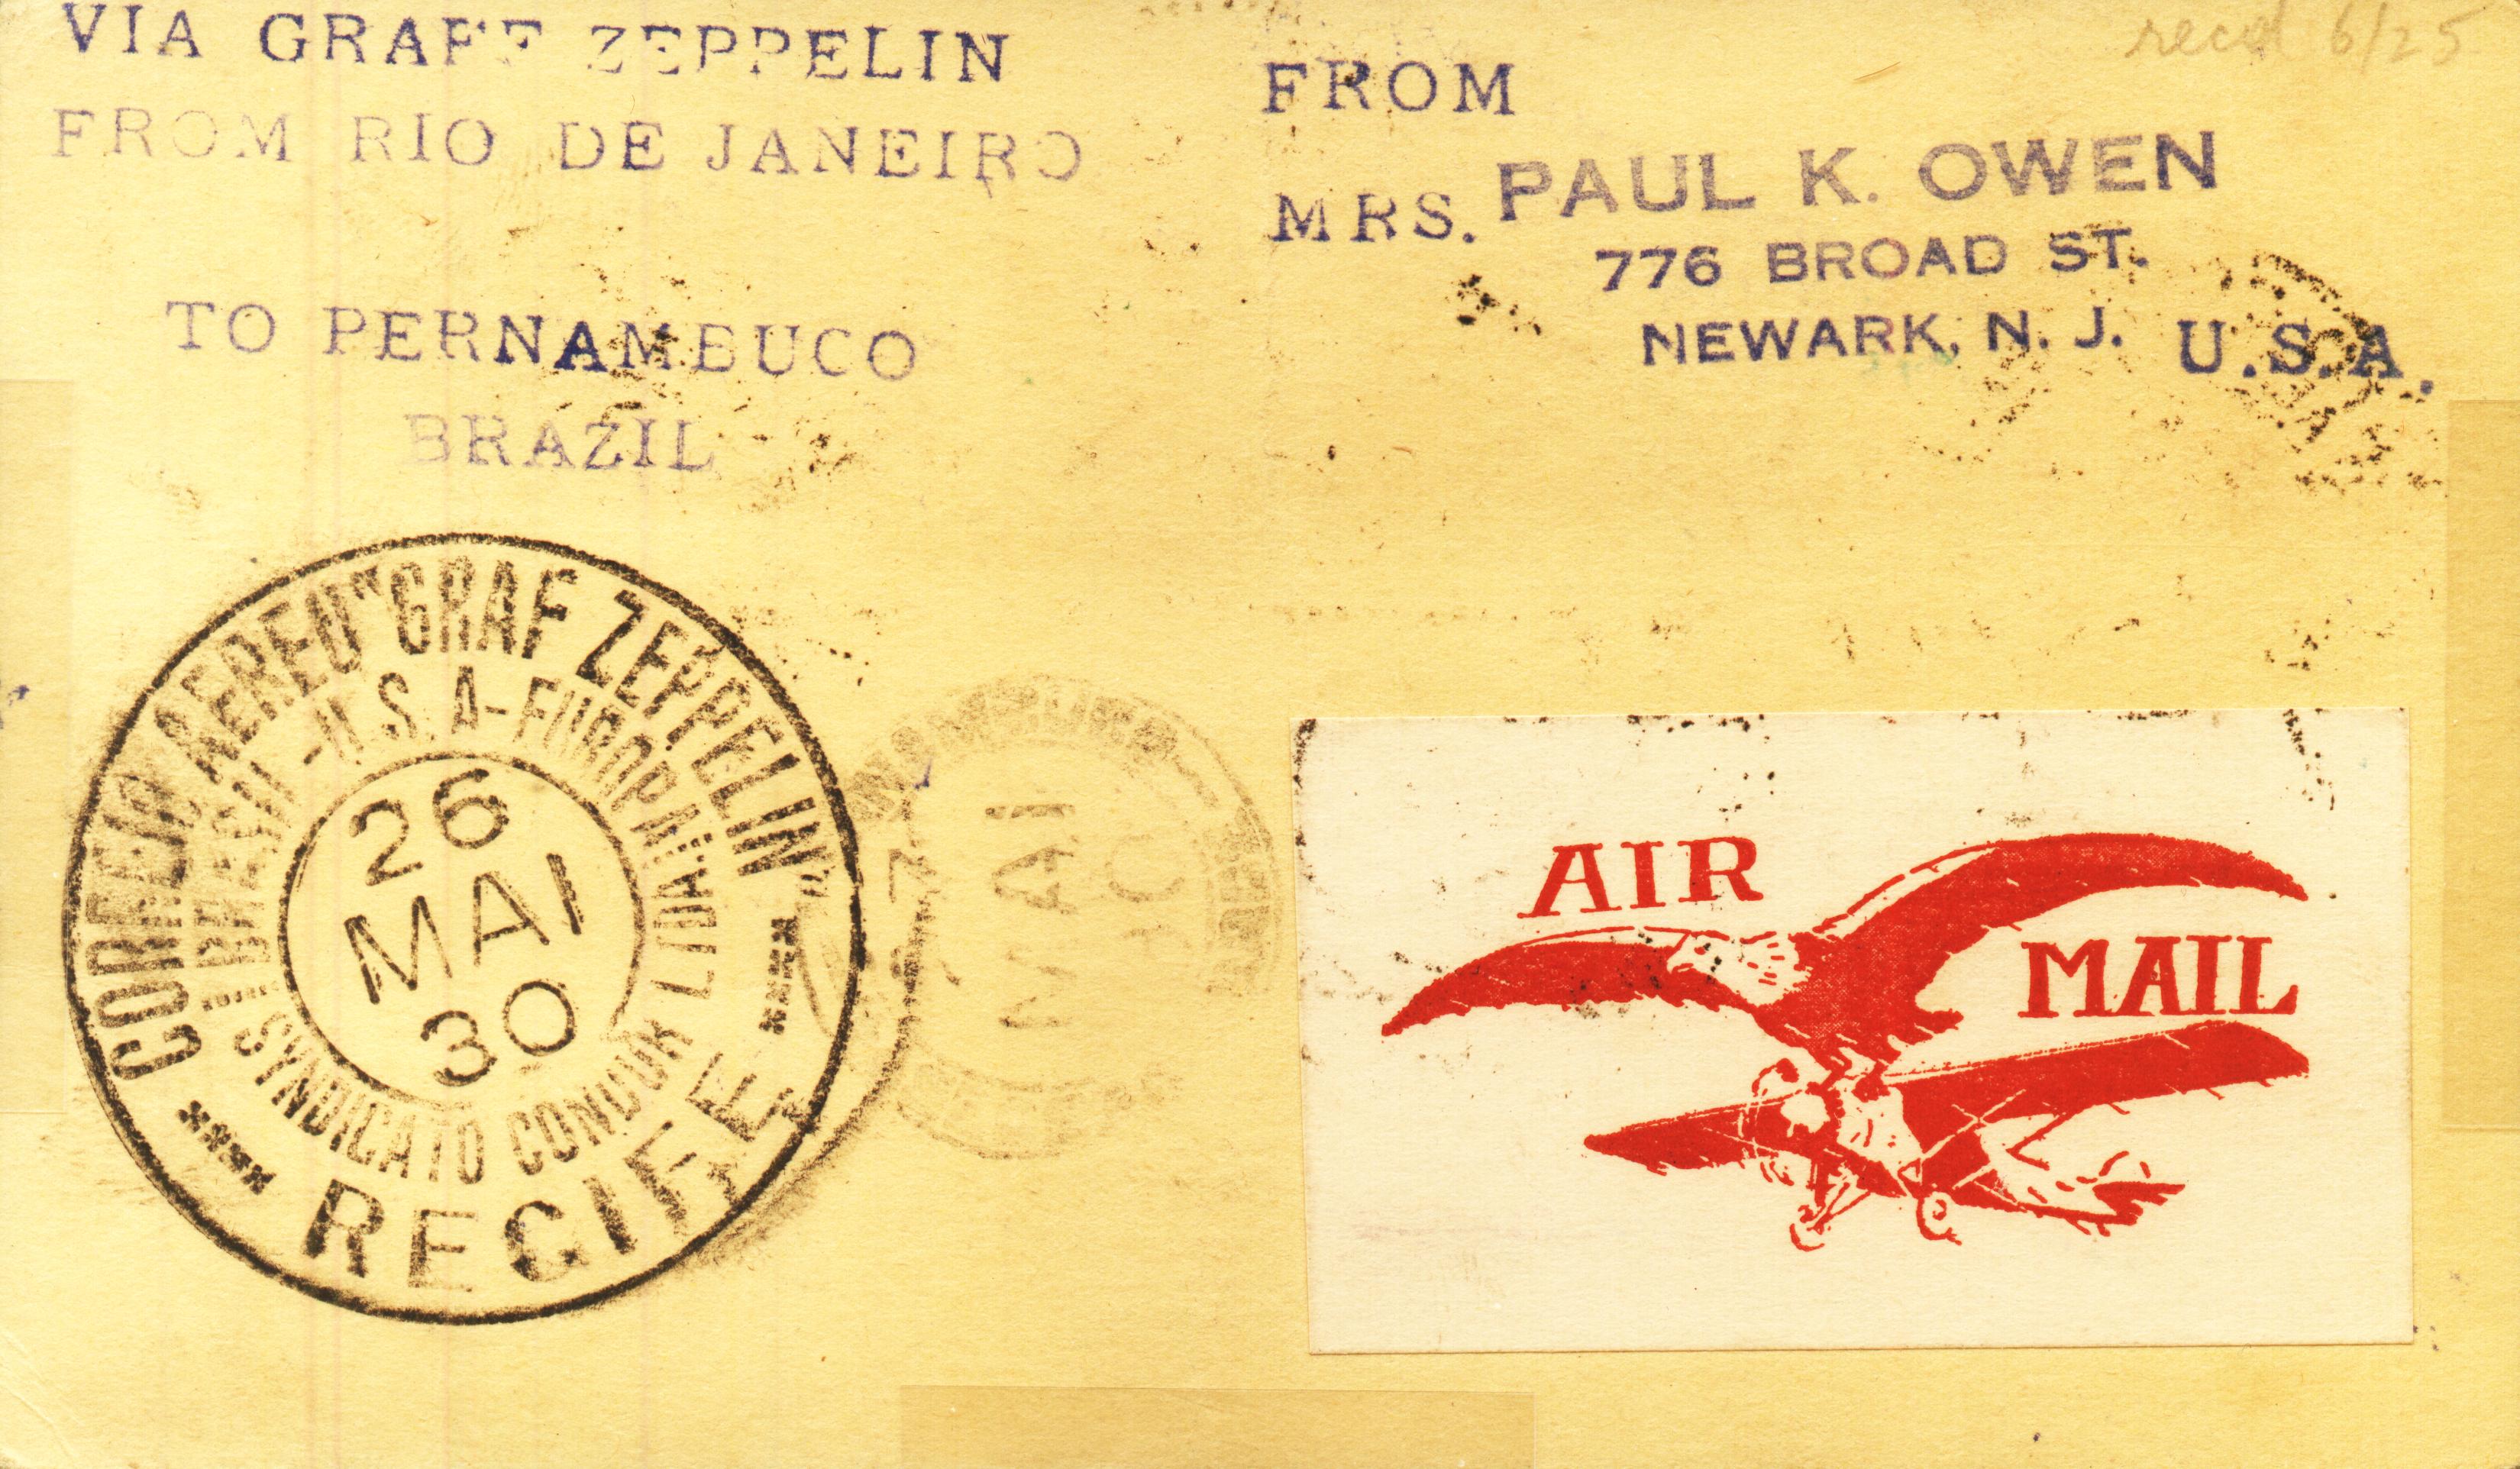 VIA GRAFF ZEPPELIN
FROM RIO DE JANEIRO
TO PERNAMBUCO
BRAZIL
recd 6/25
FROM
MRS. PAUL K. OWEN
776 BROAD ST.
NEWARK, N. J. U.S.A.
CORREIO AEREO "GRAF ZEPPELIN"
BRASIL-U.S.A-EUROPA
SYNDICATO CONDOR LTDA.
26
MAI
30
RECIFE
MAI
AIR
MAIL